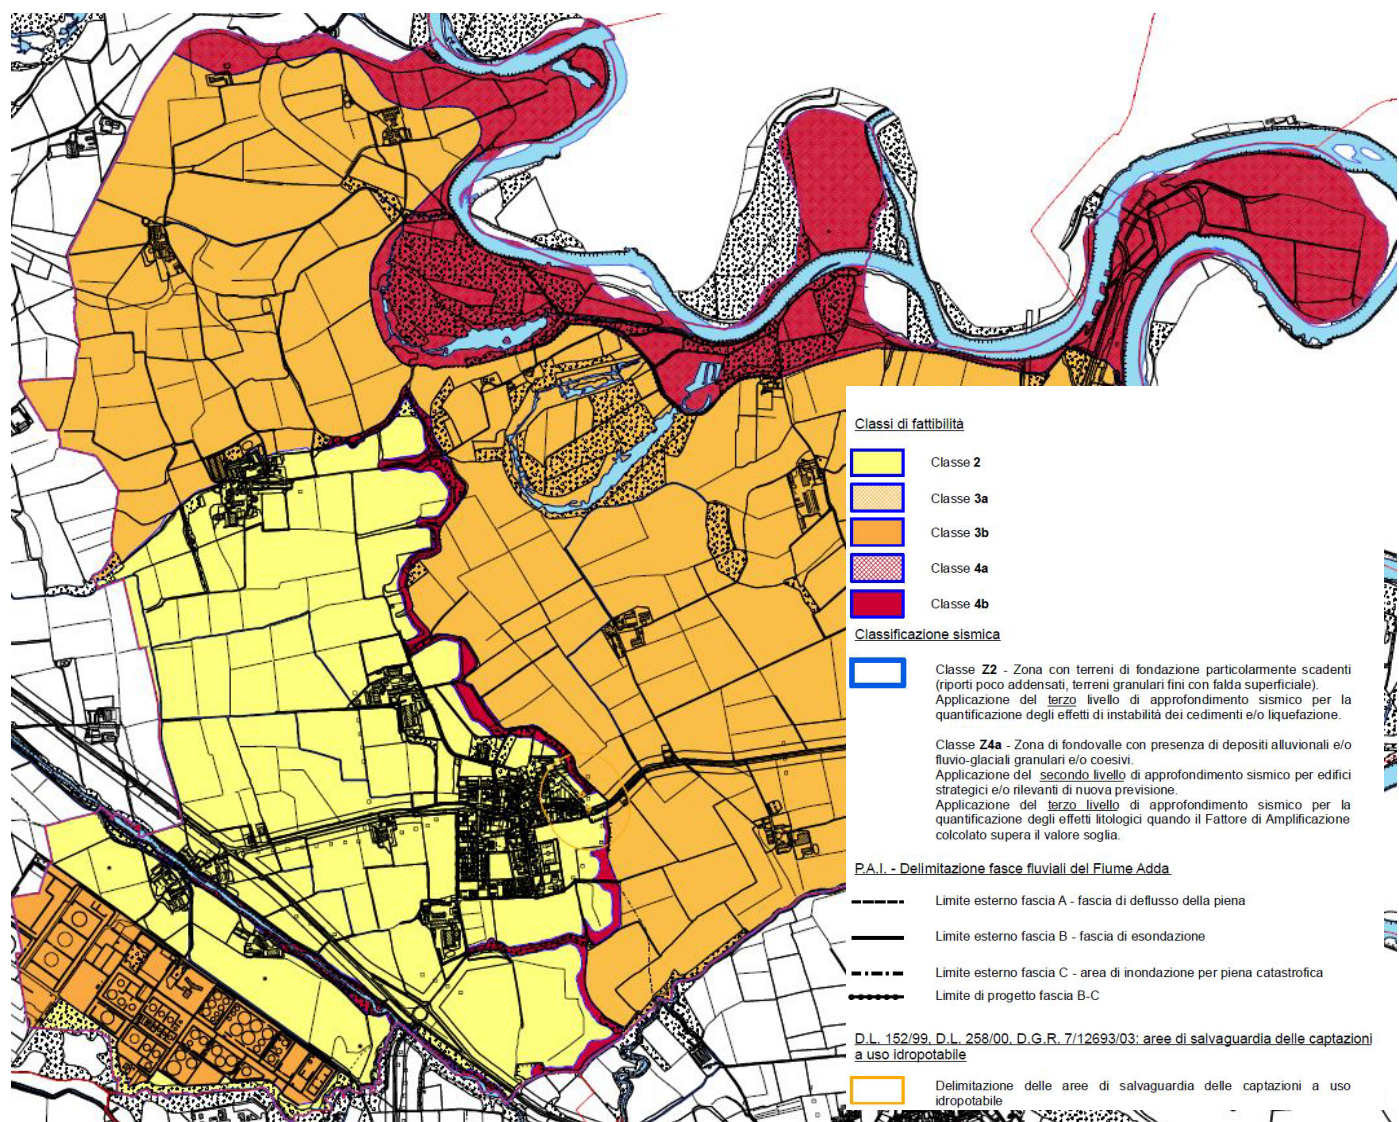 Classi di fattibilità
Classe 2
Classe 3a
Classe 3b
Classe 4a
Classe 4b
Classificazione sismica
Classe Z2 - Zona con terreni di fondazione particolarmente scadenti
(riporti poco addensati, terreni granulari fini con falda superficiale).
Applicazione del terzo livello di approfondimento sismico per la
quantificazione degli effetti di instabilità dei cedimenti e/o liquefazione.
Classe Z4a - Zona di fondovalle con presenza di depositi alluvionali e/o
fluvio-glaciali granulari e/o coesivi.
Applicazione del secondo livello di approfondimento sismico per edifici
strategici e/o rilevanti di nuova previsione.
Applicazione del terzo livello di approfondimento sismico per la
quantificazione degli effetti litologici quando il Fattore di Amplificazione
colcolato supera il valore soglia.
P.A.I. - Delimitazione fasce fluviali del Fiume Adda
Limite esterno fascia A - fascia di deflusso della piena
Limite esterno fascia B - fascia di esondazione
Limite esterno fascia C - area di inondazione per piena catastrofica
Limite di progetto fascia B-C
D.L. 152/99, D.L. 258/00, D.G.R. 7/12693/03: aree di salvaguardia delle captazioni
a uso idropotabile
Delimitazione delle aree di salvaguardia delle captazioni a uso
idropotabile